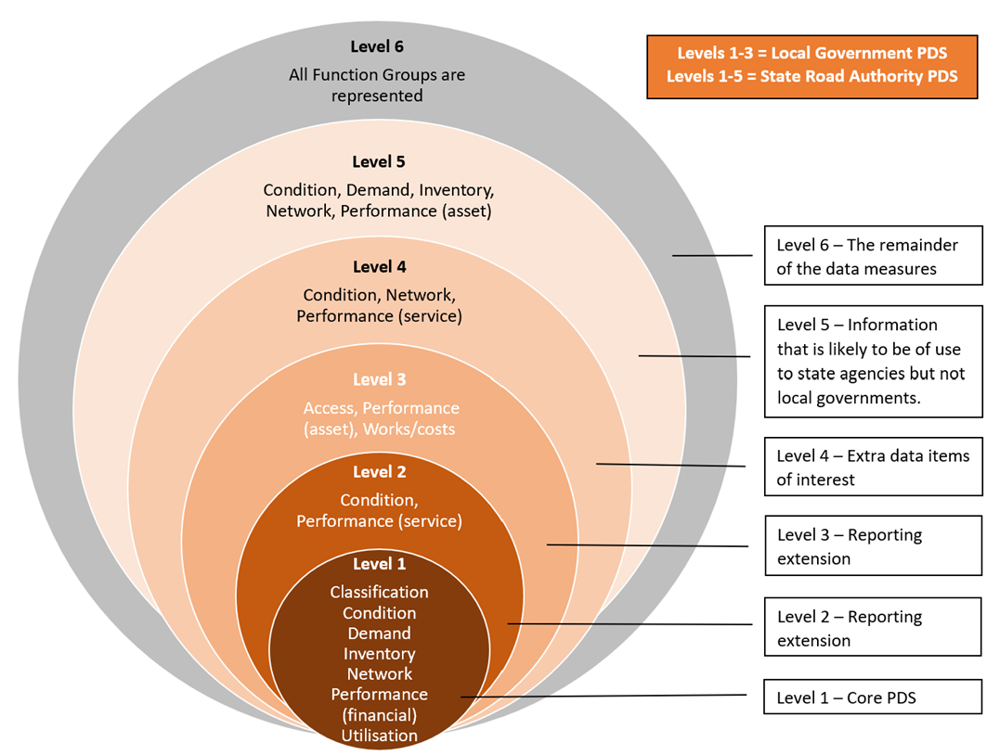 Level 6
All Function Groups are
represented
Levels 1-3 = Local Government PDS
Levels 1-5 = State Road Authority PDS
Level 5
Condition, Demand, Inventory,
Network, Performance (asset)
Level 4
Condition, Network,
Performance (service)
Level 3
Access, Performance
(asset), Works/costs
Level 2
Condition,
Performance (service)
Level 1
Classification
Condition
Demand
Inventory
Network
Performance
(financial)
Utilisation
Level 6 – The remainder
of the data measures
Level 5 – Information
that is likely to be of use
to state agencies but not
local governments.
Level 4 – Extra data items
of interest
Level 3 – Reporting
extension
Level 2 – Reporting
extension
Level 1 – Core PDS